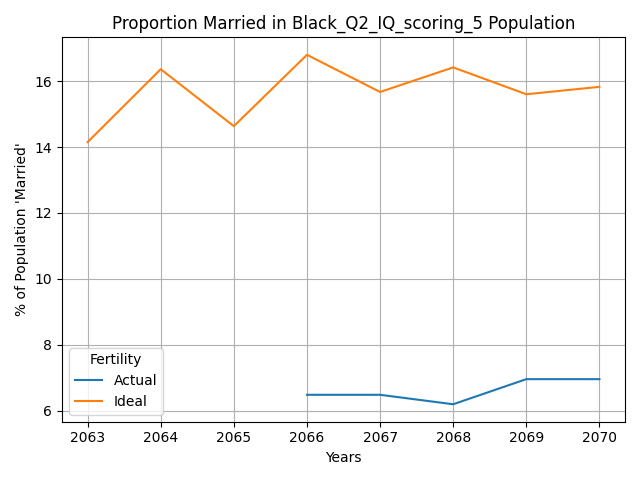 Proportion Married in Black_Q2_IQ_scoring_5 Population
% of Population 'Married'
16
14
12
10
8
6
Fertility
Actual
Ideal
2063 2064 2065 2066 2067 2068 2069 2070
Years